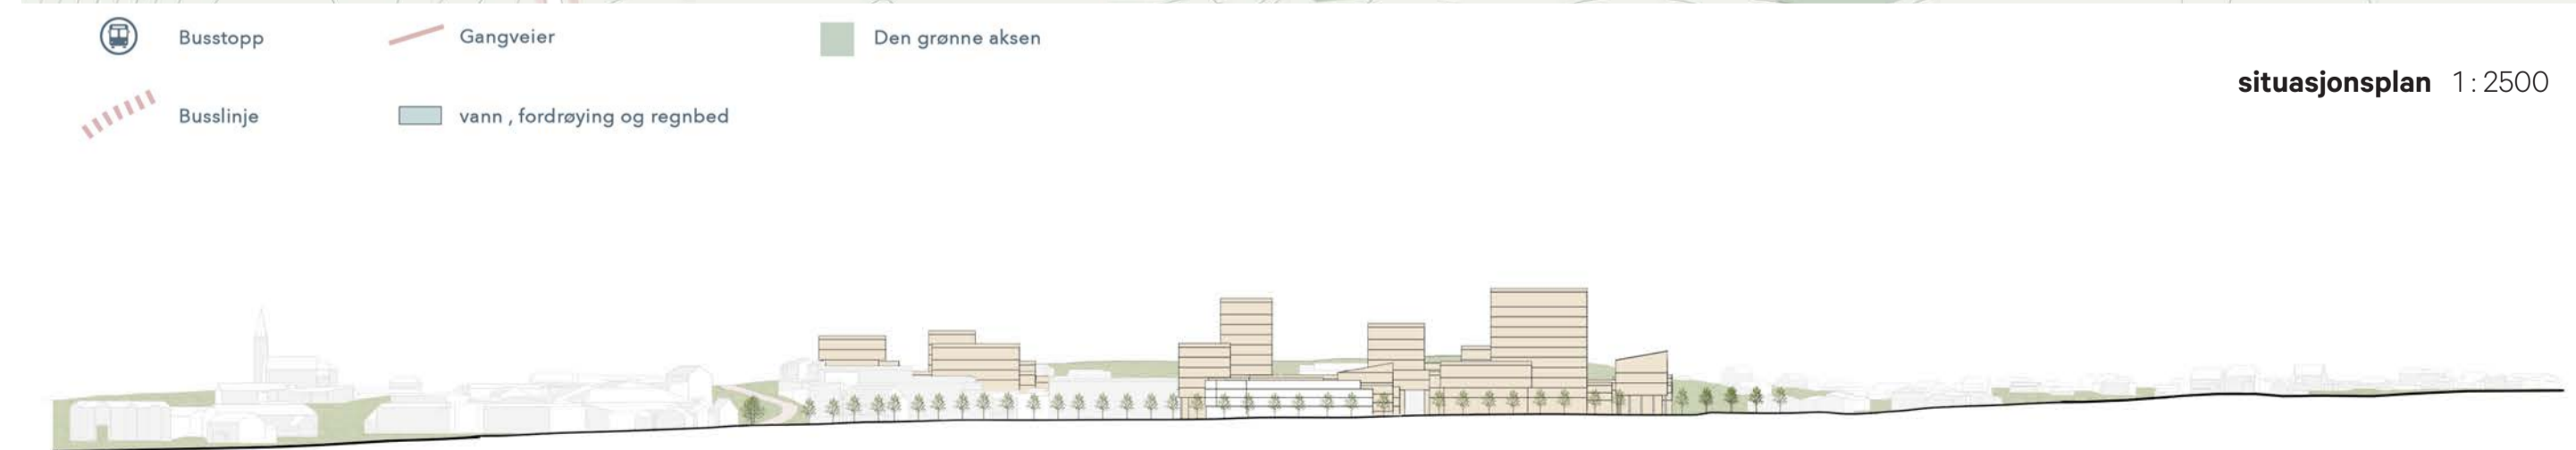 Busstopp
Gangveier
Den grønne aksen
situasjonsplan 1 : 2500
Busslinje
vann , fordrøying og regnbed